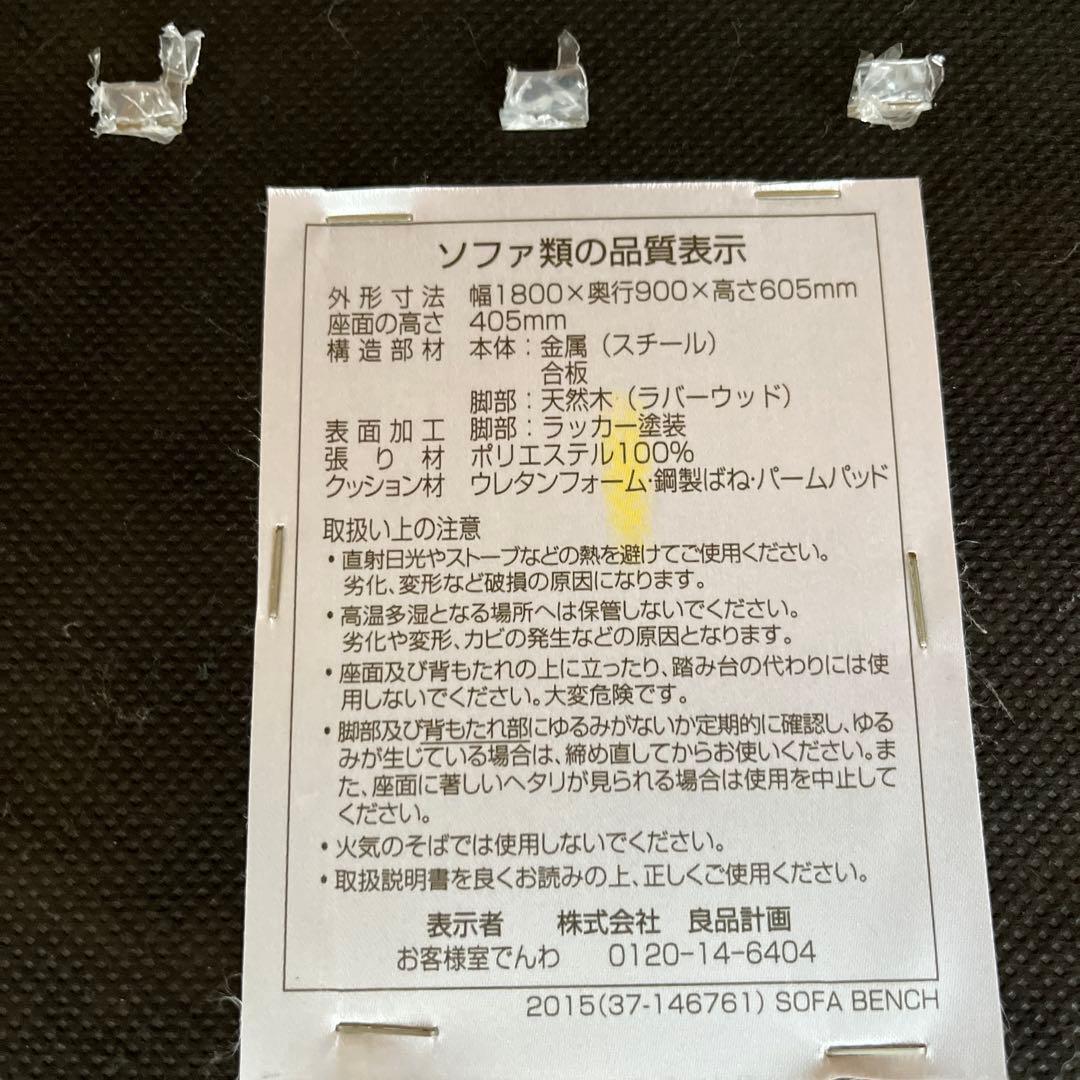 ソファ類の品質表示
外形寸法 幅1800×奥行900×高さ605mm
座面の高さ 405mm
構造部材 本体：金属（スチール）
合板
脚部：天然木（ラバーウッド）
表面加工 脚部：ラッカー塗装
張り材 ポリエステル100%
クッション材 ウレタンフォーム・鋼製ばね・パームパッド
取扱い上の注意
・直射日光やストーブなどの熱を避けてご使用ください。
劣化、変形など破損の原因になります。
・高温多湿となる場所へは保管しないでください。
劣化や変形、カビの発生などの原因となります。
・座面及び背もたれの上に立ったり、踏み台の代わりには使
用しないでください。大変危険です。
・脚部及び背もたれ部にゆるみがないか定期的に確認し、ゆる
みが生じている場合は、締め直してからお使いください。ま
た、座面に著しいヘタリが見られる場合は使用を中止して
ください。
・火気のそばでは使用しないでください。
・取扱説明書を良くお読みの上、正しくご使用ください。
表示者 株式会社 良品計画
お客様室でんわ 0120-14-6404
2015(37-146761) SOFA BENCH